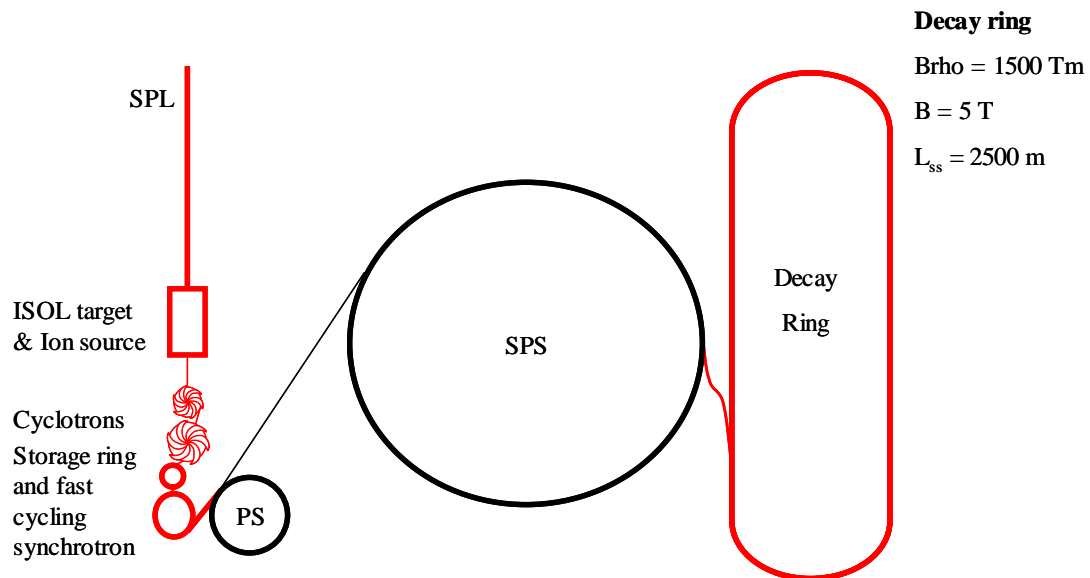 Decay ring
Brho = 1500 Tm
B = 5 T
Lss = 2500 m
SPL
ISOL target
& Ion source
Cyclotrons
Storage ring
and fast
cycling
synchrotron
PS
SPS
Decay
Ring